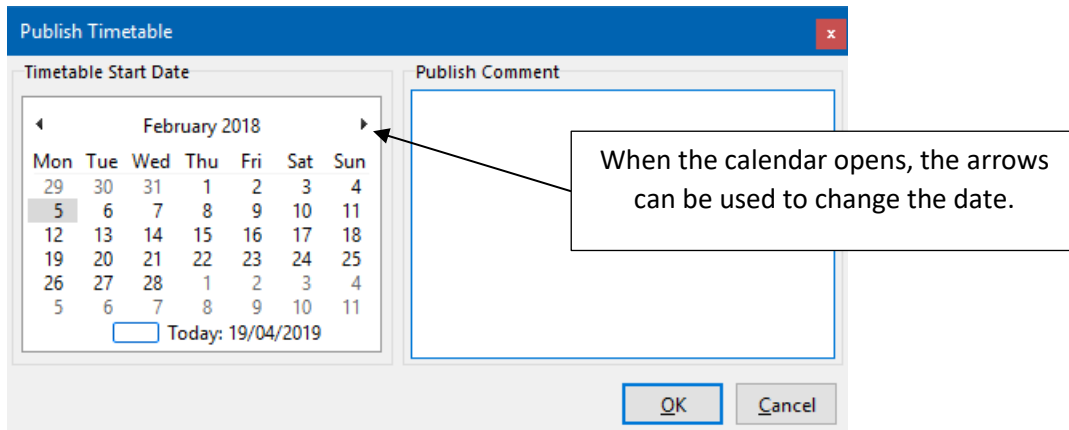 Publish Timetable
x
Timetable Start Date
Publish Comment
February 2018
Mon Tue Wed Thu Fri Sat Sun
29 30 31 1 2 3 4
5 6 7 8 9 10 11
12 13 14 15 16 17 18
19 20 21 22 23 24 25
26 27 28 1 2 3 4
5 6 7 8 9 10 11
Today: 19/04/2019
When the calendar opens, the arrows
can be used to change the date.
OK Cancel